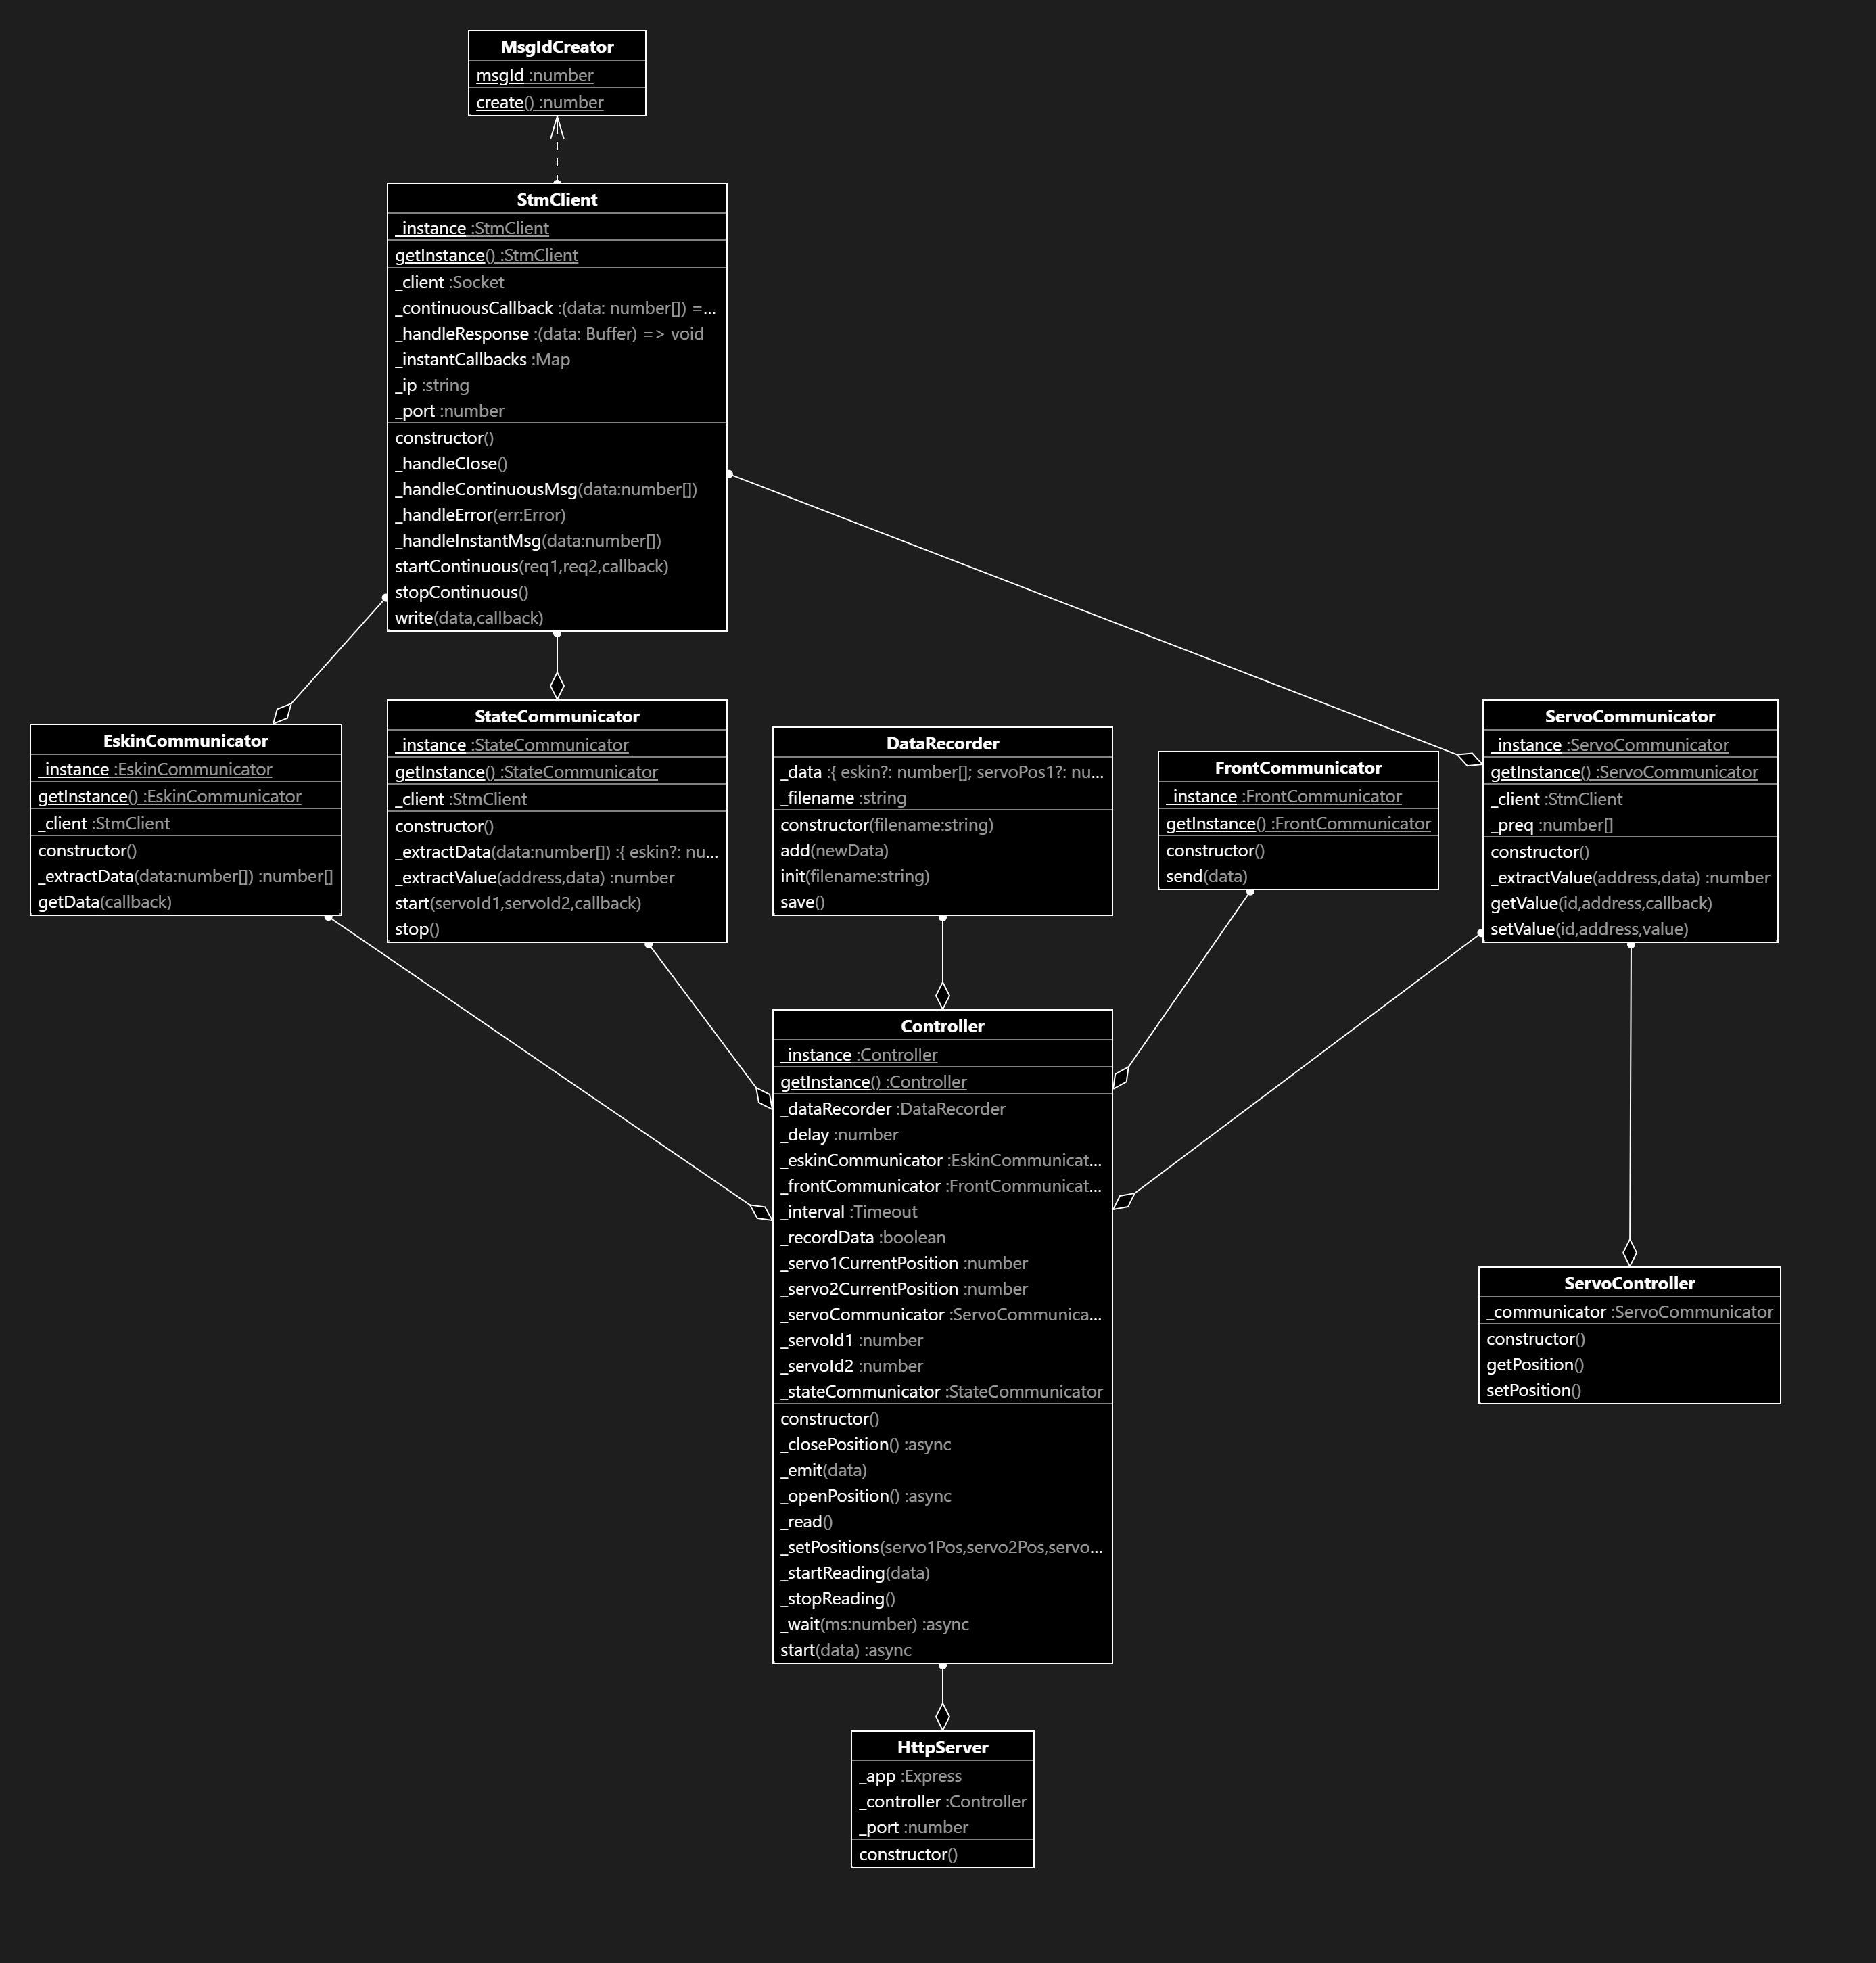 MsgIdCreator
msgId :number
create() :number
StmClient
_instance :StmClient
getInstance() :StmClient
_client :Socket
_continuousCallback :(data: number[]) =...
_handleResponse :(data: Buffer) => void
_instantCallbacks :Map
_ip :string
_port :number
constructor()
_handleClose()
_handleContinuousMsg(data:number[])
_handleError(err:Error)
_handleInstantMsg(data:number[])
startContinuous(req1,req2,callback)
stopContinuous()
write(data,callback)
EskinCommunicator
_instance :EskinCommunicator
getInstance() :EskinCommunicator
_client :StmClient
constructor()
_extractData(data:number[]) :number[]
getData(callback)
StateCommunicator
_instance :StateCommunicator
getInstance() :StateCommunicator
_client :StmClient
constructor()
_extractData(data:number[]) :{ eskin?: nu...
_extractValue(address,data) :number
start(servoId1,servoId2,callback)
stop()
DataRecorder
_data :{ eskin?: number[]; servoPos1?: nu...
_filename :string
constructor(filename:string)
add(newData)
init(filename:string)
save()
FrontCommunicator
_instance :FrontCommunicator
getInstance() :FrontCommunicator
constructor()
send(data)
ServoCommunicator
_instance :ServoCommunicator
getInstance() :ServoCommunicator
_client :StmClient
_preq :number[]
constructor()
_extractValue(address,data) :number
getValue(id,address,callback)
setValue(id,address,value)
Controller
_instance :Controller
getInstance() :Controller
_dataRecorder :DataRecorder
_delay :number
_eskinCommunicator :EskinCommunicat...
_frontCommunicator :FrontCommunicat...
_interval :Timeout
_recordData :boolean
_servo1CurrentPosition :number
_servo2CurrentPosition :number
_servoCommunicator :ServoCommunica...
_servoId1 :number
_servoId2 :number
_stateCommunicator :StateCommunicator
constructor()
_closePosition() :async
_emit(data)
_openPosition() :async
_read()
_setPositions(servo1Pos,servo2Pos,servo...
_startReading(data)
_stopReading()
_wait(ms:number) :async
start(data) :async
ServoController
_communicator :ServoCommunicator
constructor()
getPosition()
setPosition()
HttpServer
_app :Express
_controller :Controller
_port :number
constructor()